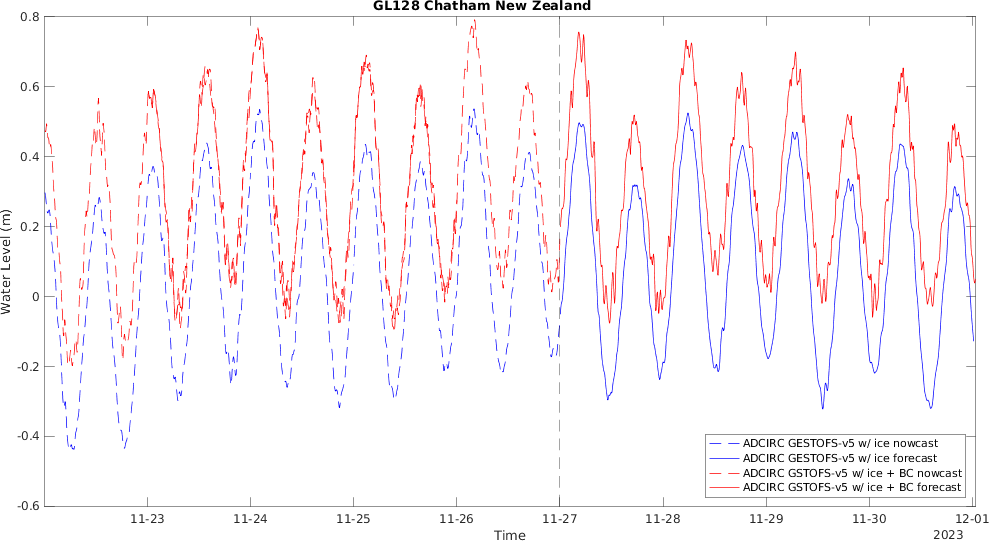 GL128 Chatham New Zealand
0.8
0.6
0.4
0.2
0
-0.2
-0.4
-0.6
Water Level (m)
11-23 11-24 11-25 11-26 11-27 11-28 11-29 11-30 12-01
Time
2023
ADCIRC GESTOFS-v5 w/ ice nowcast
ADCIRC GESTOFS-v5 w/ ice forecast
ADCIRC GSTOFS-v5 w/ ice + BC nowcast
ADCIRC GSTOFS-v5 w/ ice + BC forecast